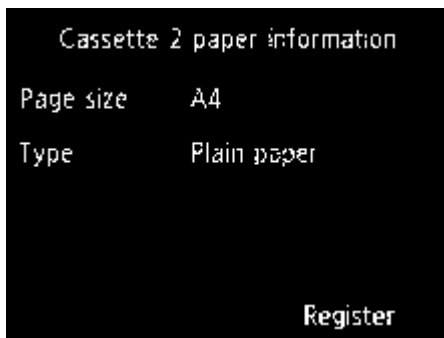 Cassette 2 paper information
Page size A4
Type Plain paper
Register